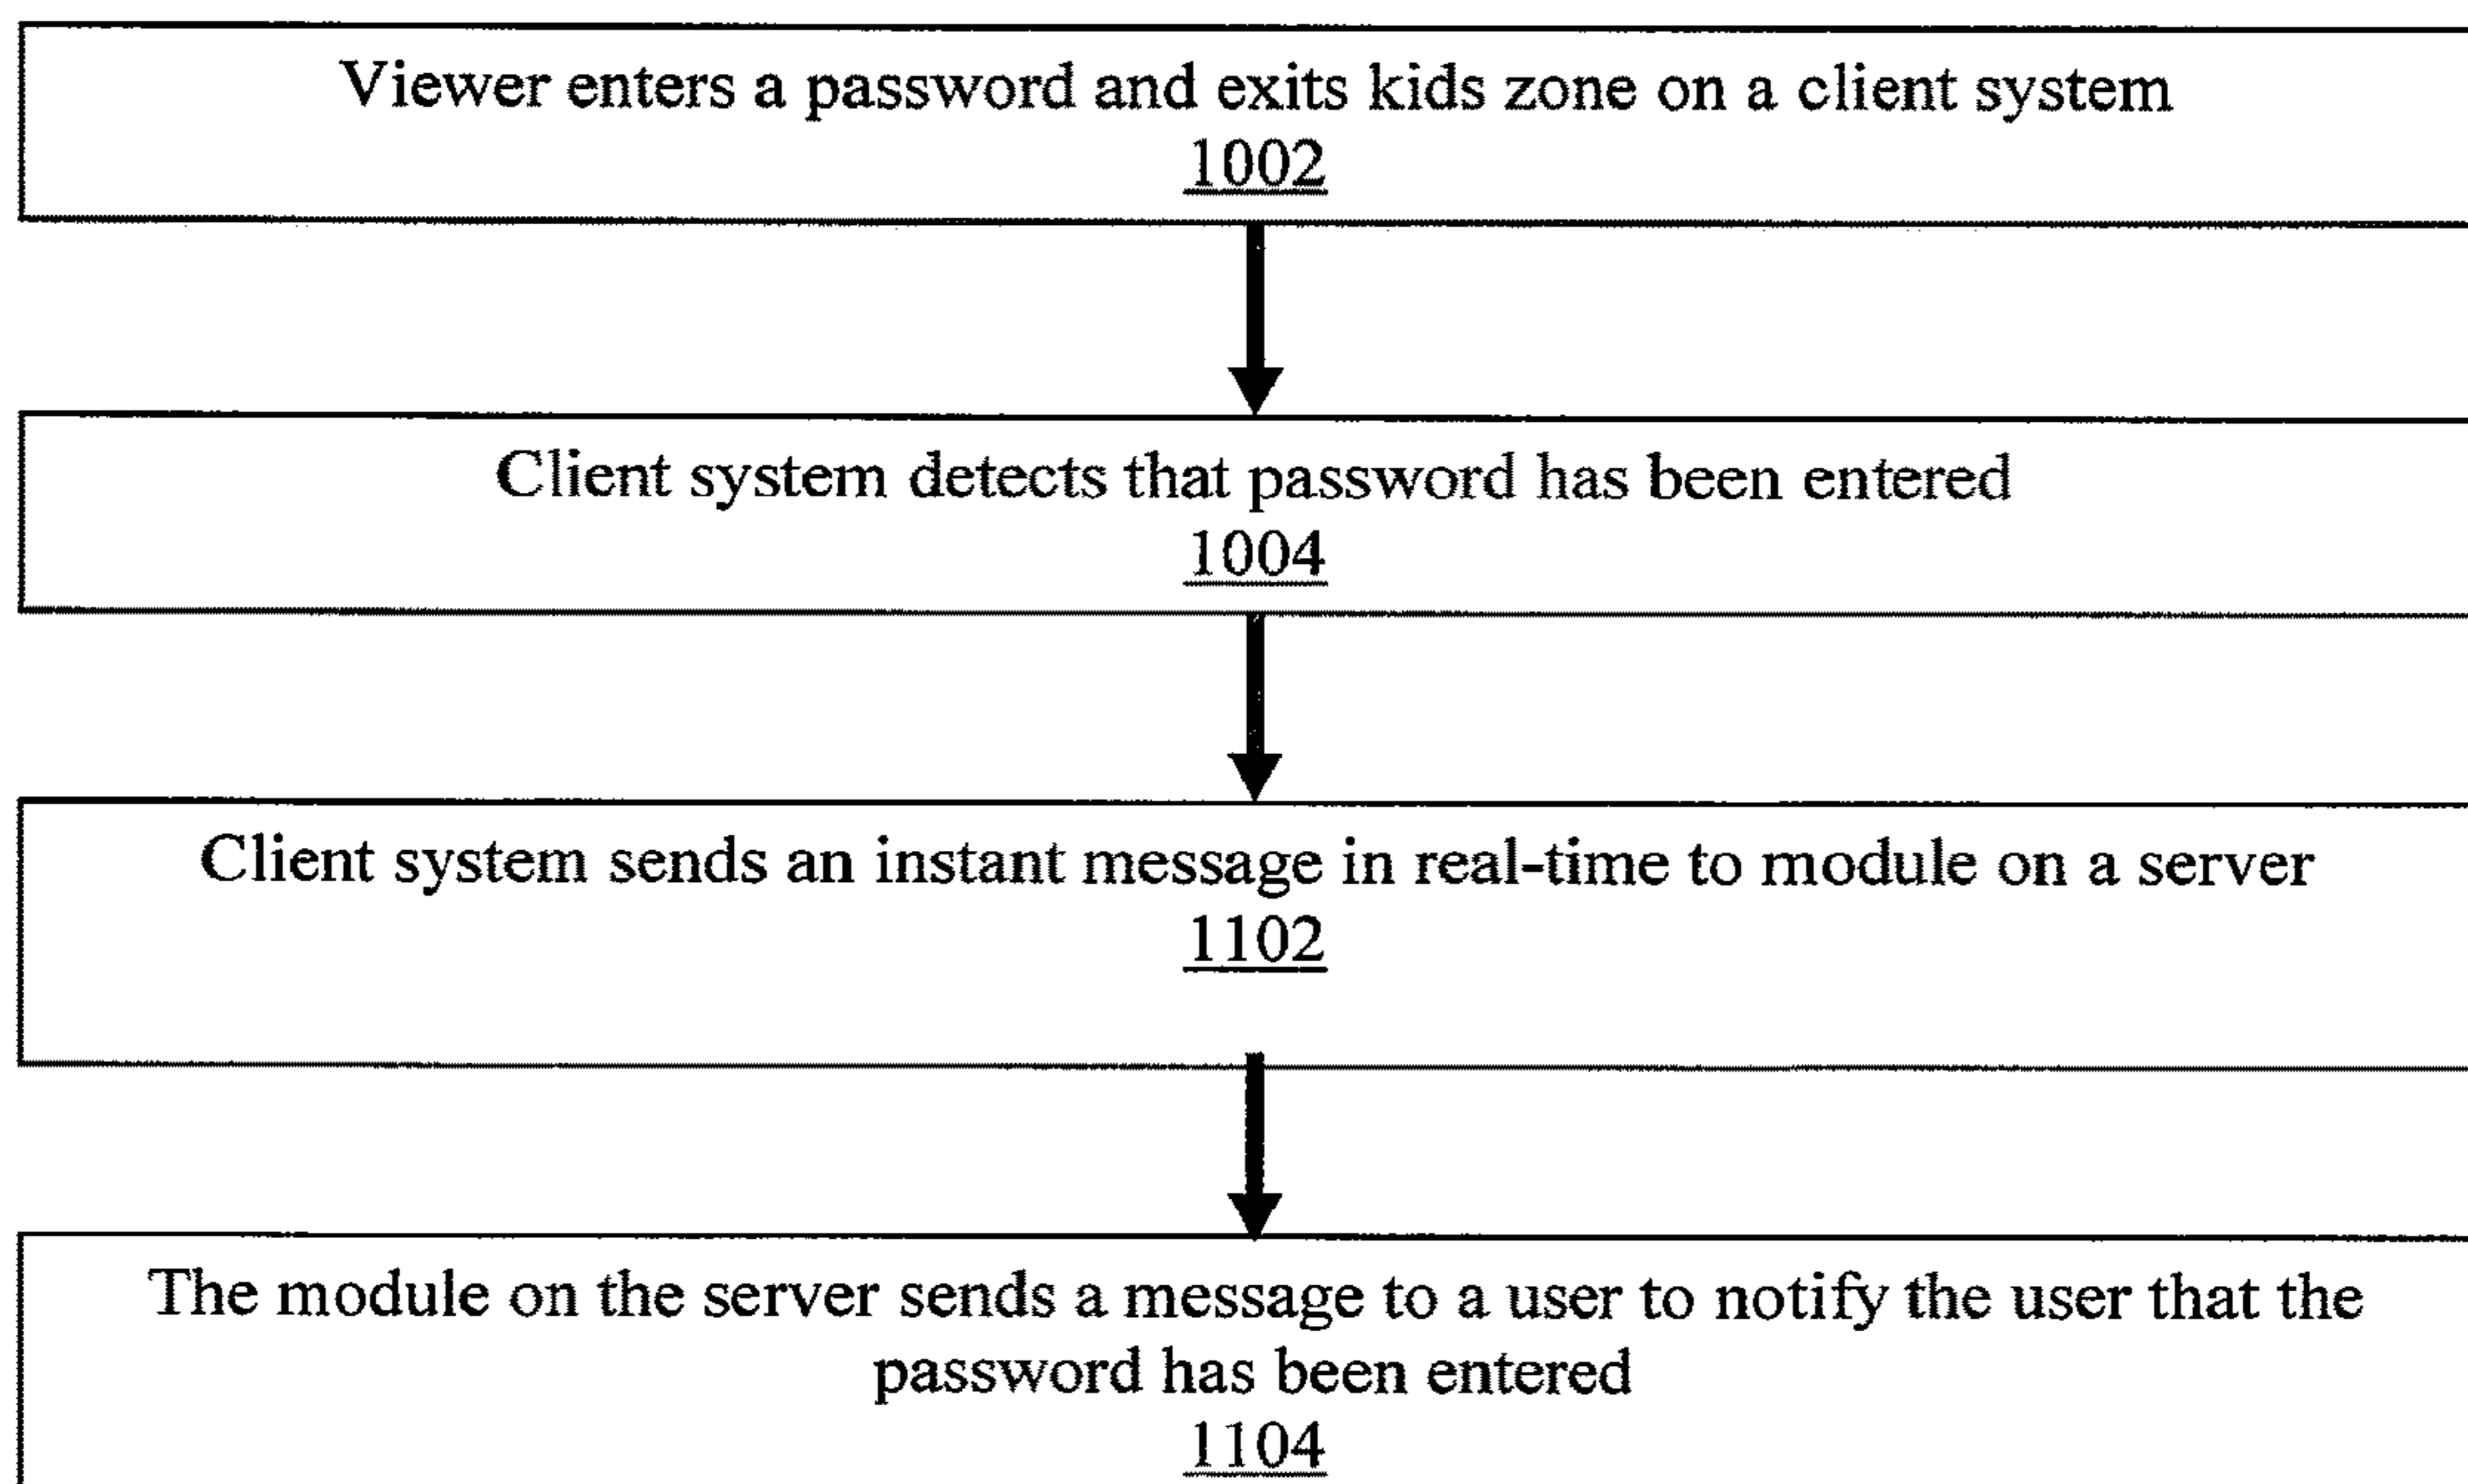 Viewer enters a password and exits kids zone on a client system
1002
Client system detects that password has been entered
1004
Client system sends an instant message in real-time to module on a server
1102
The module on the server sends a message to a user to notify the user that the
password has been entered
1104